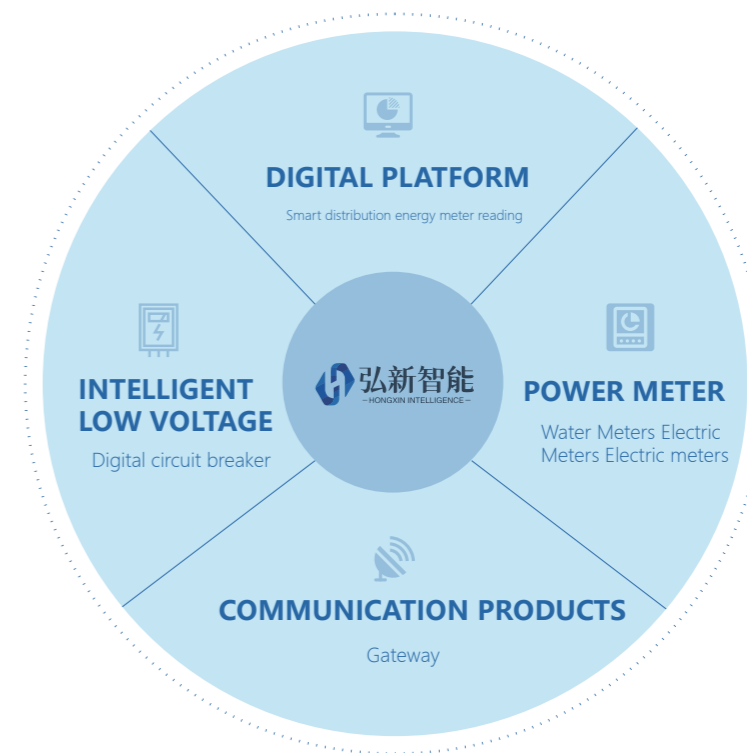 DIGITAL PLATFORM
Smart distribution energy meter reading
INTELLIGENT
LOW VOLTAGE
Digital circuit breaker
弘新智能
–HONGXIN INTELLIGENCE–
POWER METER
Water Meters Electric
Meters Electric meters
COMMUNICATION PRODUCTS
Gateway